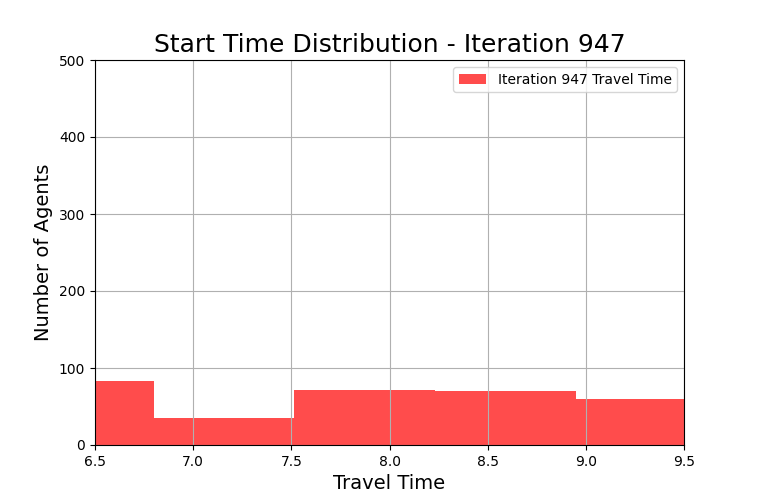 Start Time Distribution - Iteration 947
Iteration 947 Travel Time
Number of Agents
500
400
300
200
100
0
6.5 7.0 7.5 8.0 8.5 9.0 9.5
Travel Time